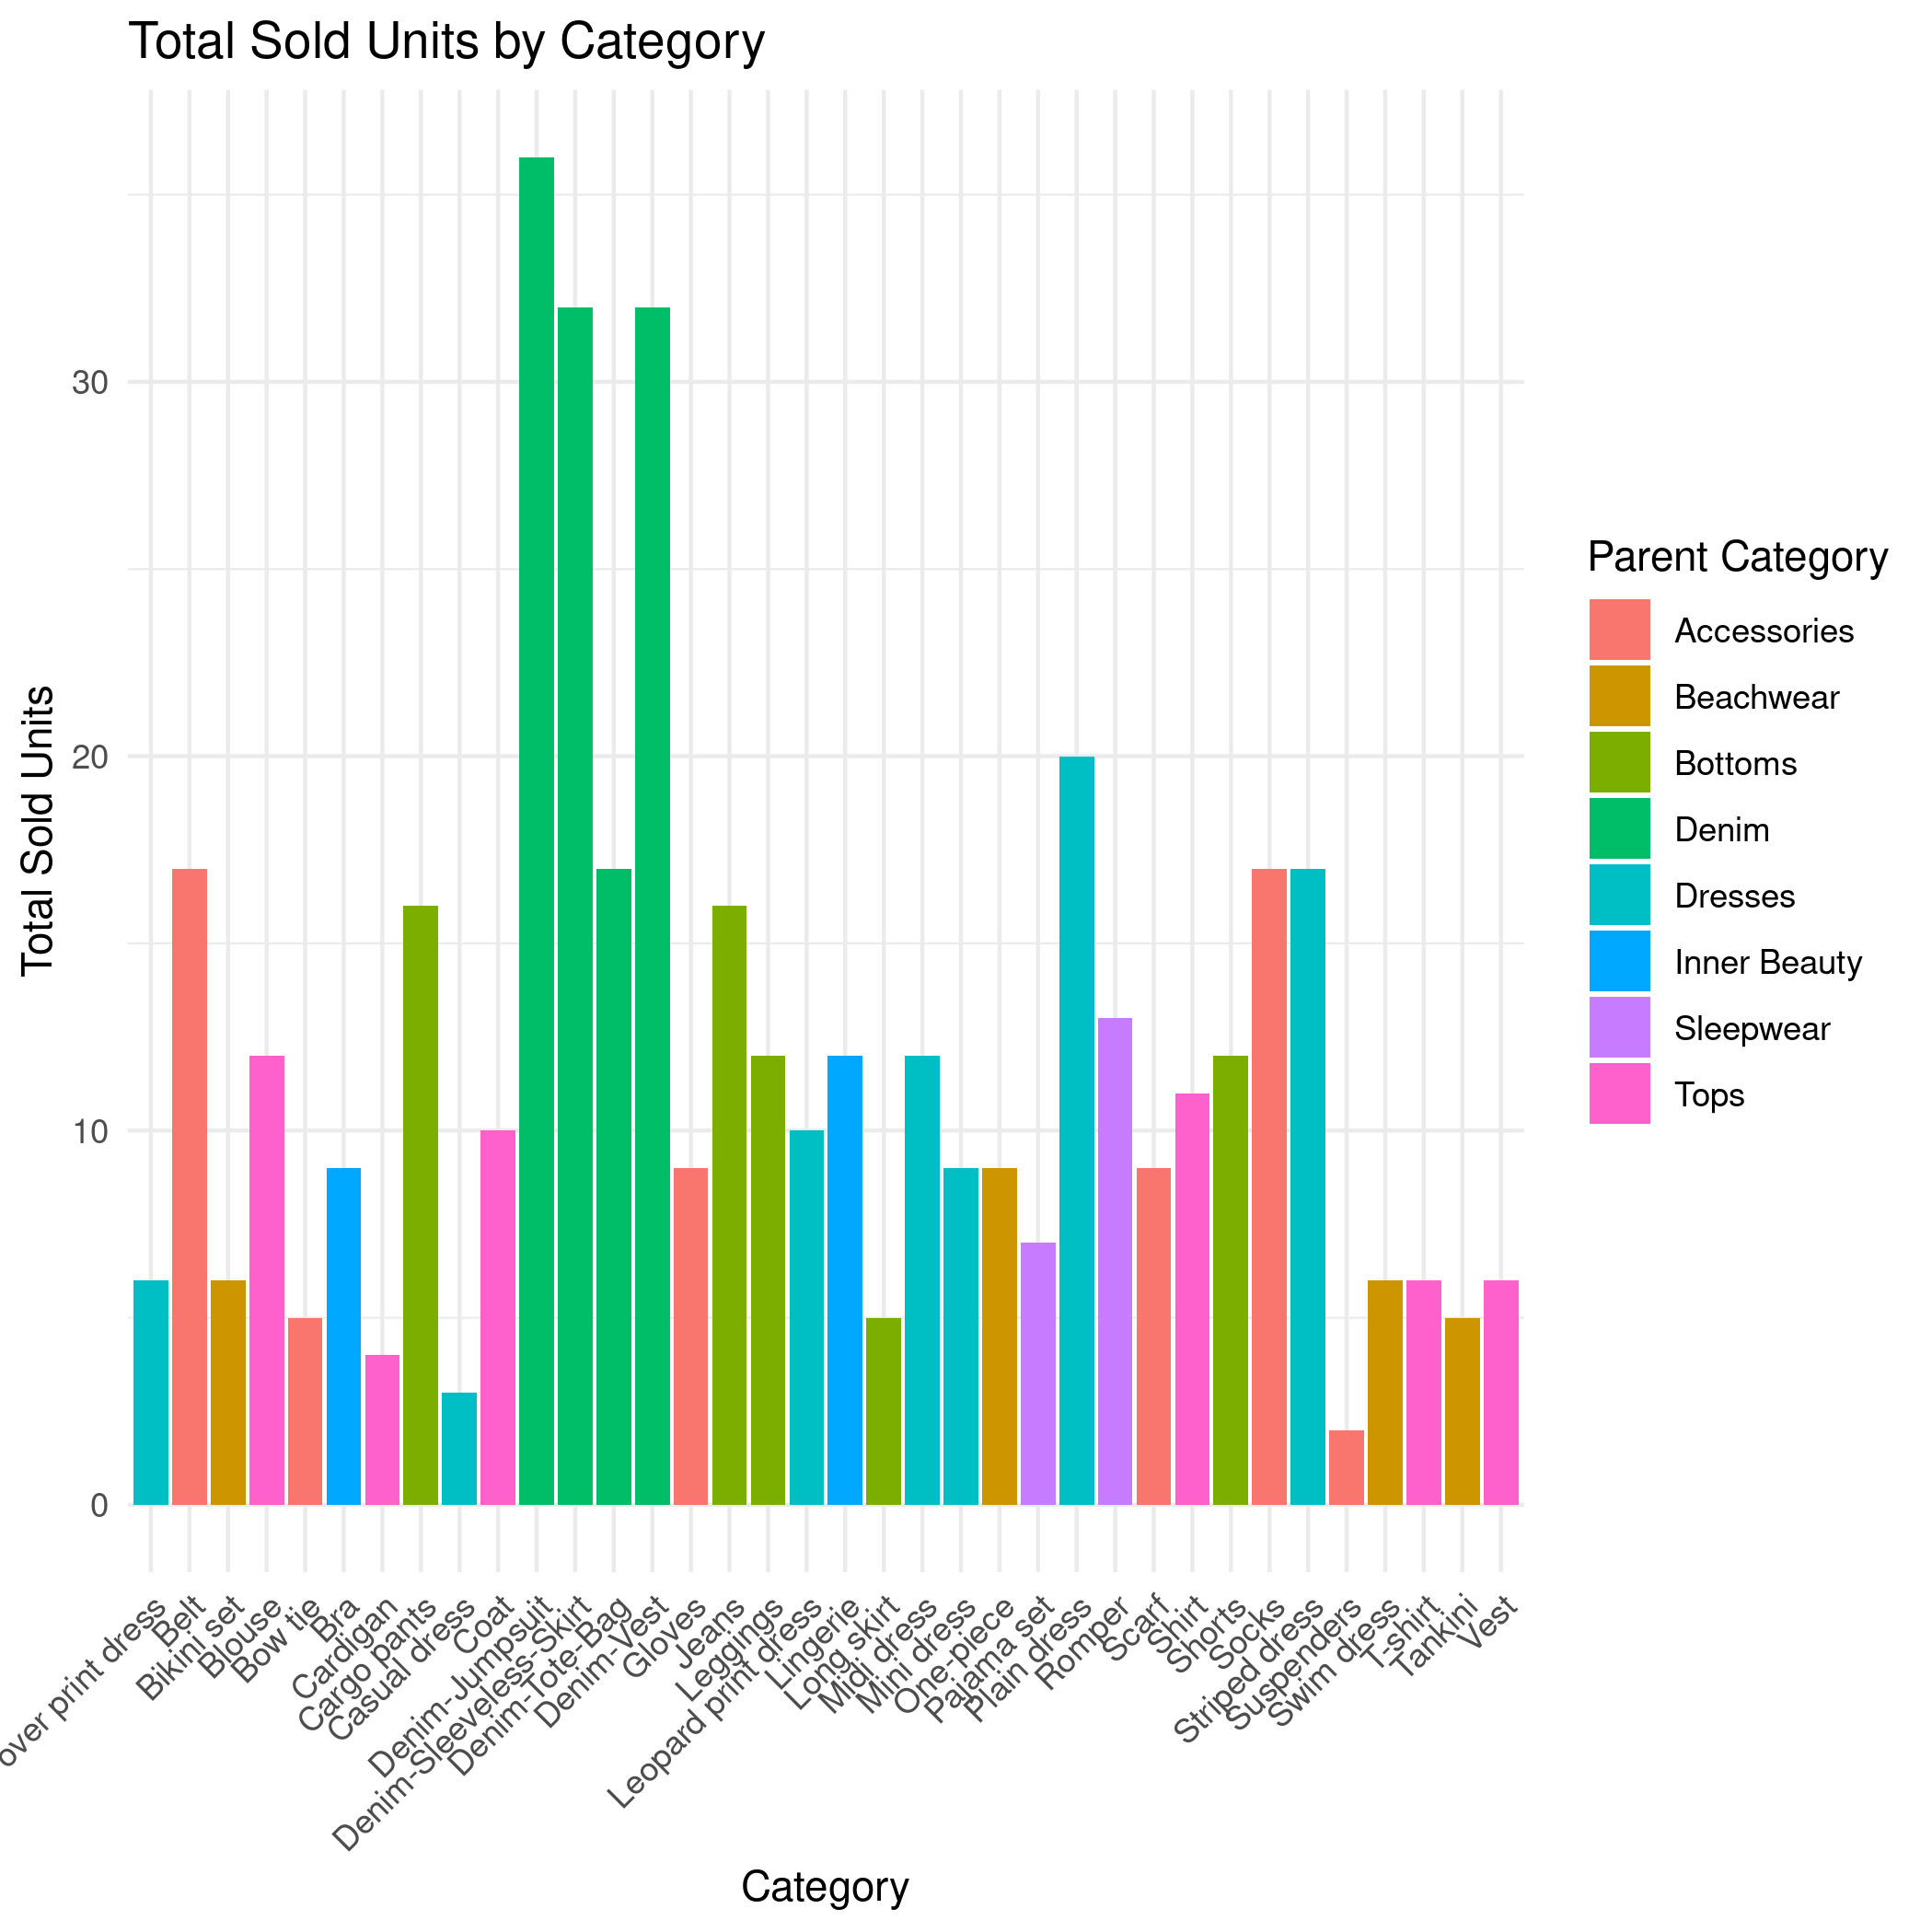 Total Sold Units by Category
Total Sold Units
30
20
10
0
over print dress
Belt
Bikini set
Blouse
Bow tie
Bra
Cardigan
Cargo pants
Casual dress
Coat
Denim-Jumpsuit
Denim-Sleeveless-Skirt
Denim-Tote-Bag
Denim-Vest
Gloves
Jeans
Leggings
Leopard print dress
Lingerie
Long skirt
Midi dress
Mini dress
One-piece
Pajama set
Plain dress
Romper
Scarf
Shirt
Shorts
Socks
Striped dress
Suspenders
Swim dress
T-shirt
Tankini
Vest
Category
Parent Category
Accessories
Beachwear
Bottoms
Denim
Dresses
Inner Beauty
Sleepwear
Tops